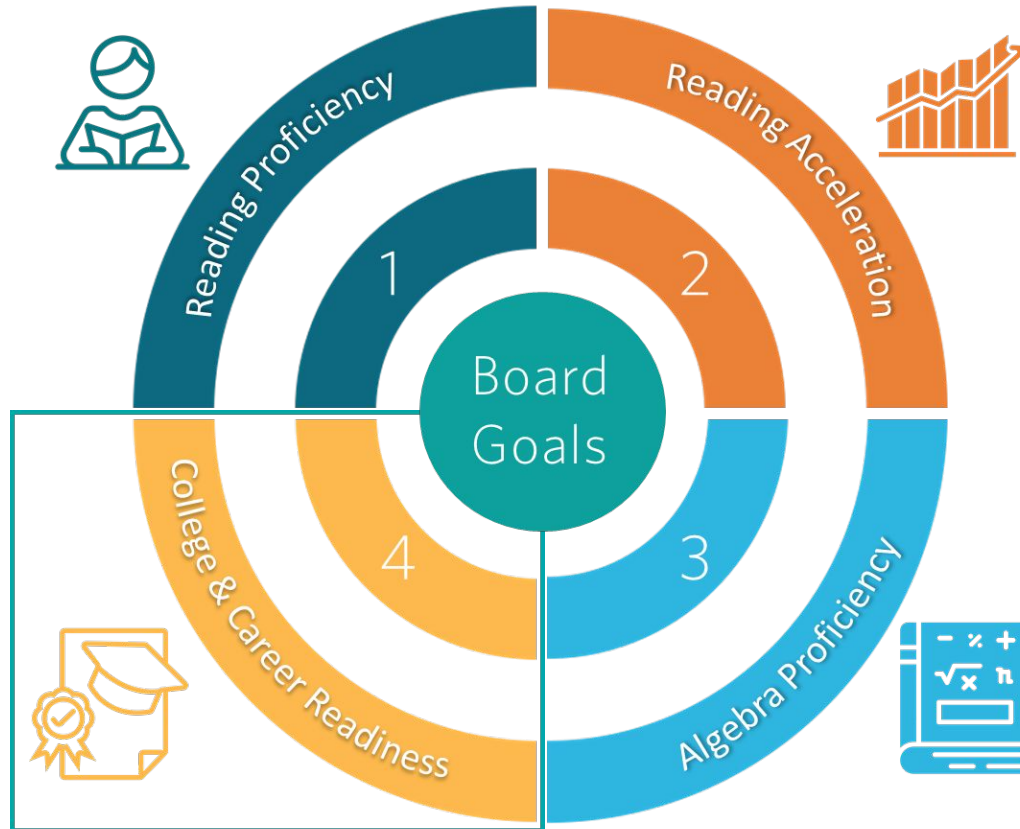 Reading Proficiency
Reading Acceleration
1
2
Board
Goals
4
3
College & Career Readiness
Algebra Proficiency
- % +
√x n